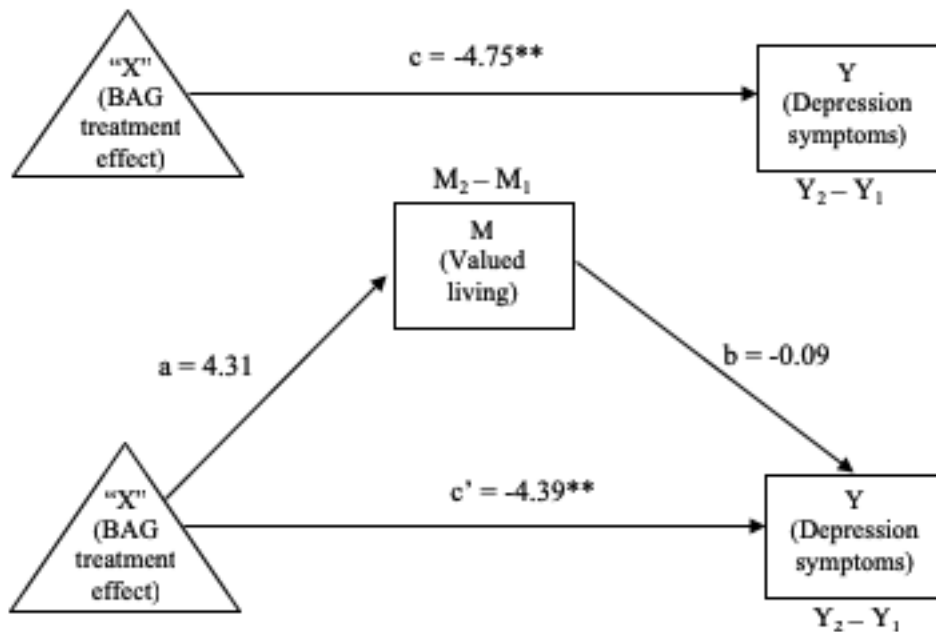 c = -4.75**
“X”
(BAG
treatment
effect)
Y
(Depression
symptoms)
Y₂ – Y₁
M₂ – M₁
M
(Valued
living)
a = 4.31
b = -0.09
“X”
(BAG
treatment
effect)
c’ = -4.39**
Y
(Depression
symptoms)
Y₂ – Y₁